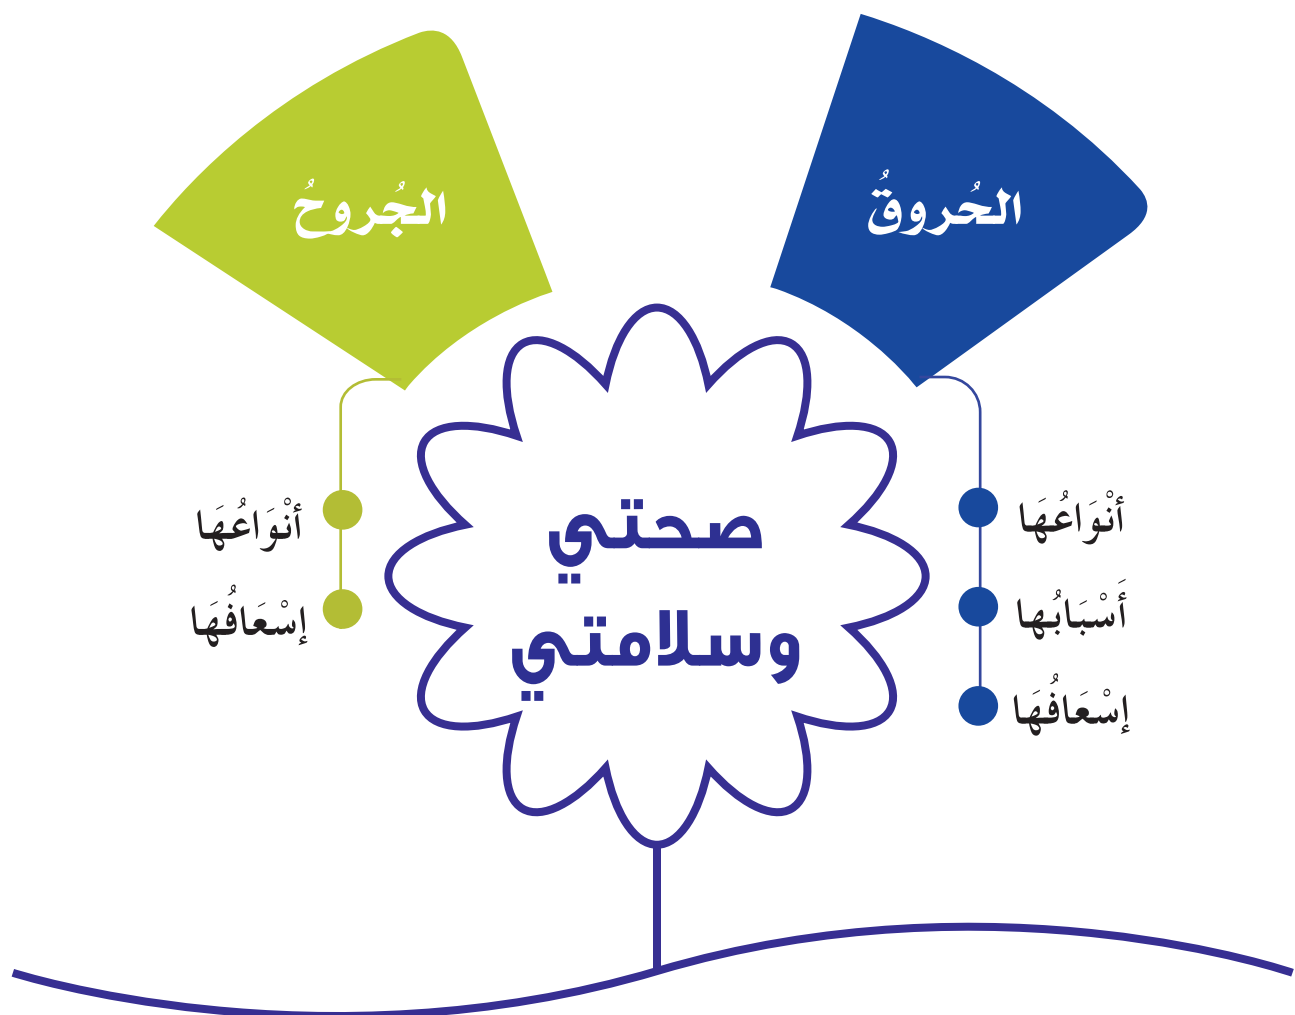 الحُروقُ
أنْوَاعُهَا
أَسْبَابُها
إسْعَافُهَا
الجُروحُ
أنْوَاعُهَا
إسْعَافُهَا
صحتي
وسلامتي